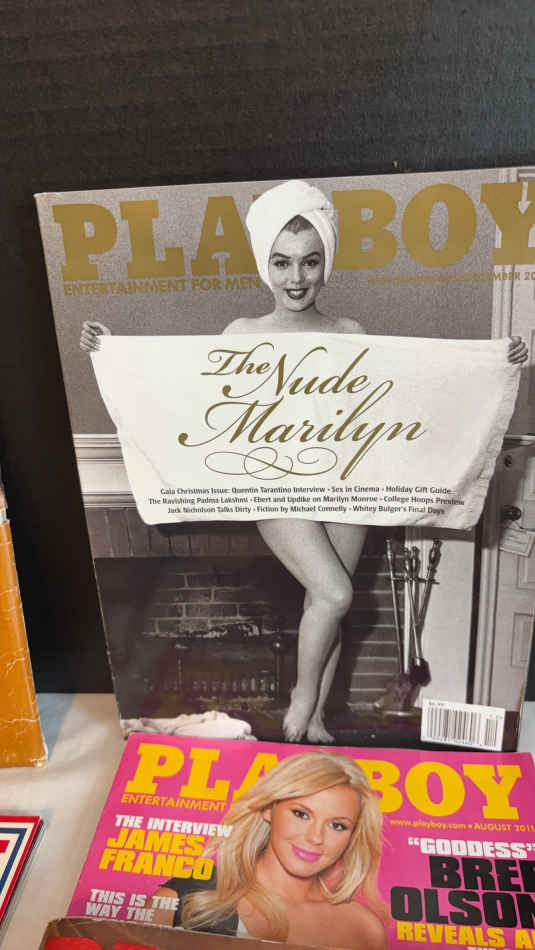 PLAYBOY
ENTERTAINMENT FOR MEN
The Nude
Marilyn
Gala Christmas Issue: Quentin Tarantino Interview • Sex in Cinema • Holiday Gift Guide
The Ravishing Padma Lakshmi • Ebert and Updike on Marilyn Monroe • College Hoops Preview
Jack Nicholson Talks Dirty • Fiction by Michael Connelly • Whitey Bulger's Final Days
PLAYBOY
ENTERTAINMENT
www.playboy.com • AUGUST 2011
THE INTERVIEW
JAMES
FRANCO
THIS IS THE
WAY THE
"GODDESS"
BREE
OLSON
REVEALS